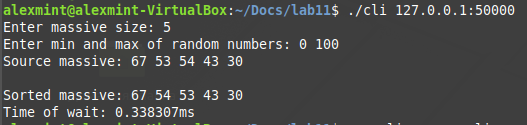 alexmint@alexmint-VirtualBox:~/Docs/lab11$ ./cli 127.0.0.1:50000
Enter massive size: 5
Enter min and max of random numbers: 0 100
Source massive: 67 53 54 43 30
Sorted massive: 67 54 53 43 30
Time of wait: 0.338307ms